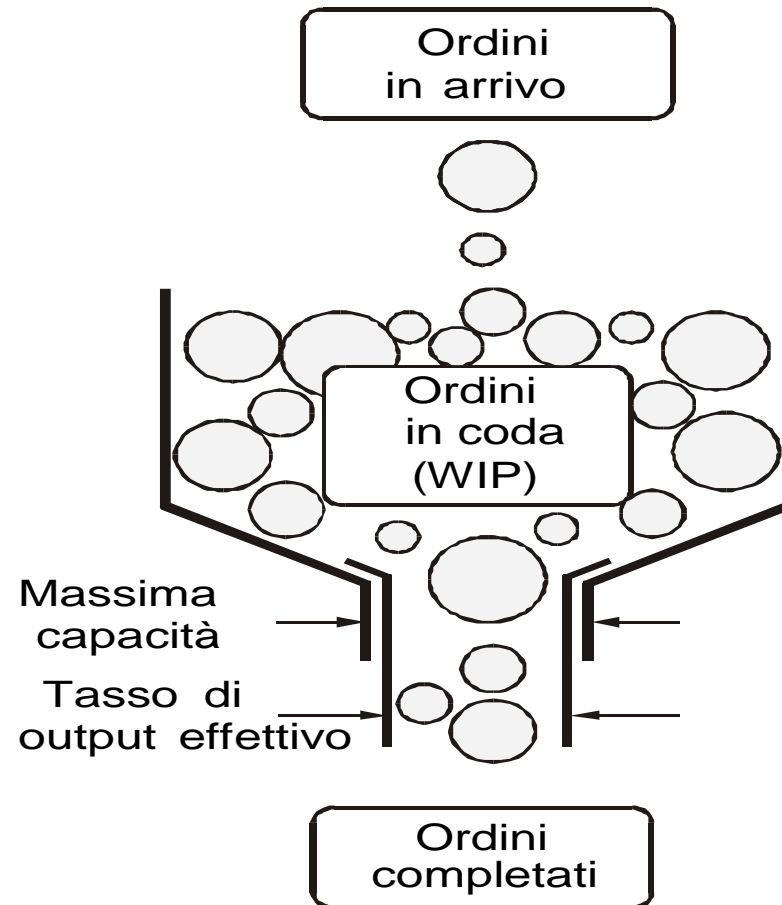 Ordini
in arrivo
Ordini
in coda
(WIP)
Massima
capacità
Tasso di
output effettivo
Ordini
completati